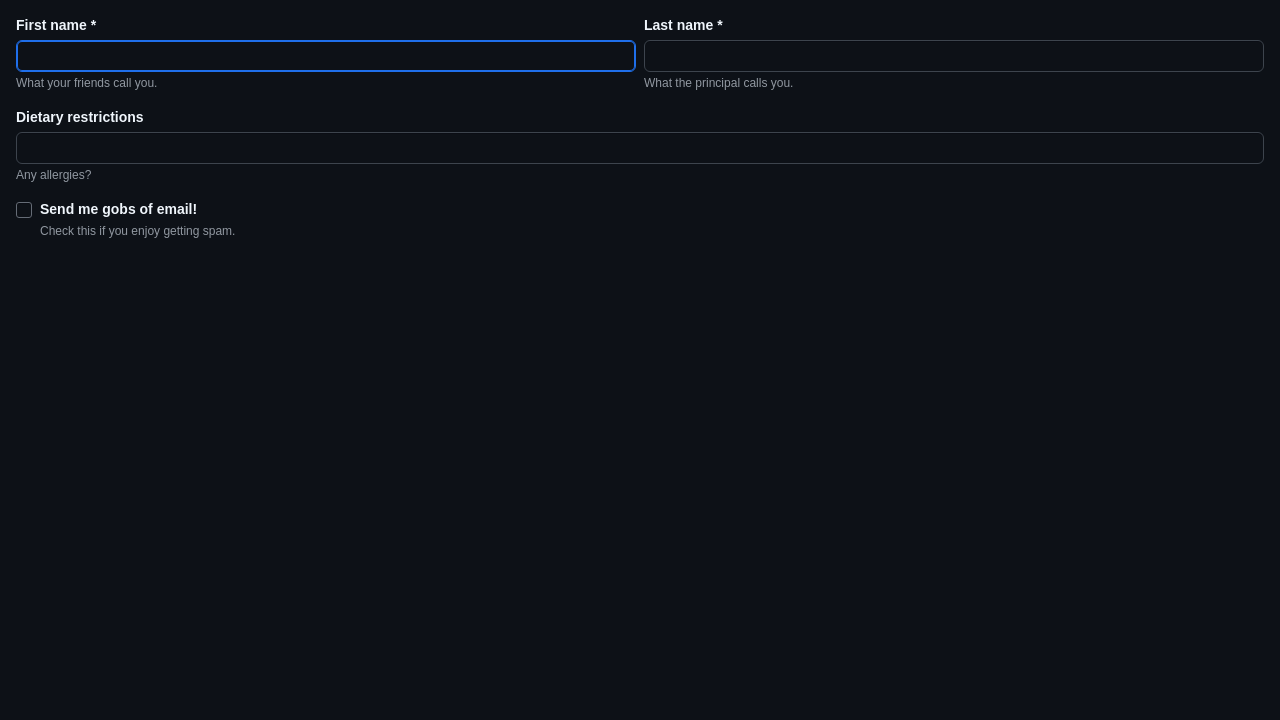 First name *
Last name *
What your friends call you.
What the principal calls you.
Dietary restrictions
Any allergies?
Send me gobs of email!
Check this if you enjoy getting spam.